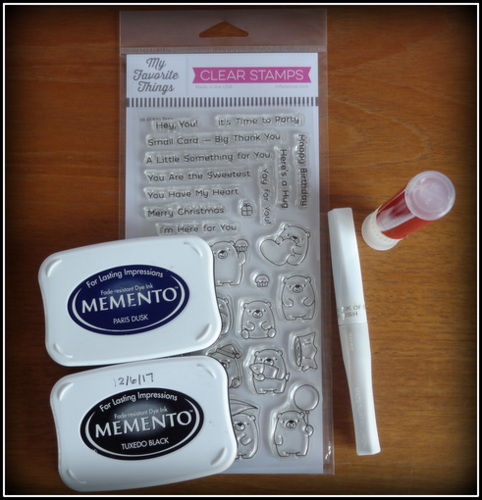 My
Favorite
Things
CLEAR STAMPS
Hey, You!
It's Time to Party
Small Card — Big Thank You
A Little Something for You
You Are the Sweetest
You Have My Heart
Merry Christmas
I'm Here for You
Yay for You!
Here's a Hug
Happy Birthday
For Lasting Impressions
Fade-resistant Dye Ink
MEMENTO
PARIS DUSK
12/6/17
For Lasting Impressions
Fade-resistant Dye Ink
MEMENTO
TUXEDO BLACK